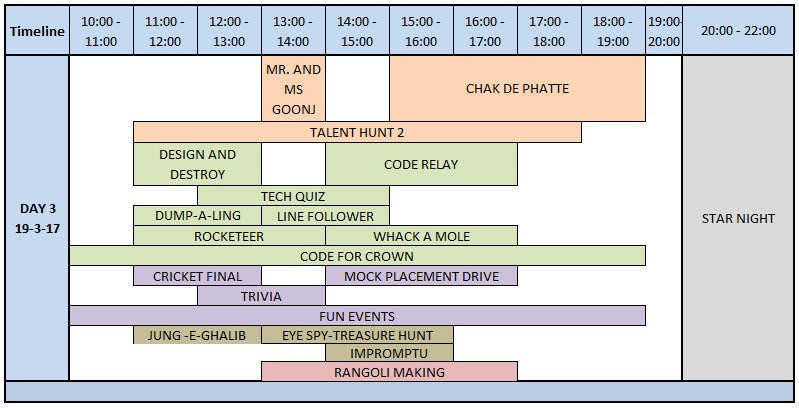 Timeline
10:00 -
11:00
11:00 -
12:00
12:00 -
13:00
13:00 -
14:00
14:00 -
15:00
15:00 -
16:00
16:00 -
17:00
17:00 -
18:00
18:00 -
19:00
19:00-
20:00
20:00 - 22:00
DAY 3
19-3-17
MR. AND
MS
GOONJ
CHAK DE PHATTE
TALENT HUNT 2
DESIGN AND
DESTROY
CODE RELAY
TECH QUIZ
DUMP-A-LING
LINE FOLLOWER
ROCKETEER
WHACK A MOLE
CODE FOR CROWN
CRICKET FINAL
MOCK PLACEMENT DRIVE
TRIVIA
FUN EVENTS
JUNG -E-GHALIB
EYE SPY-TREASURE HUNT
IMPROMPTU
RANGOLI MAKING
STAR NIGHT